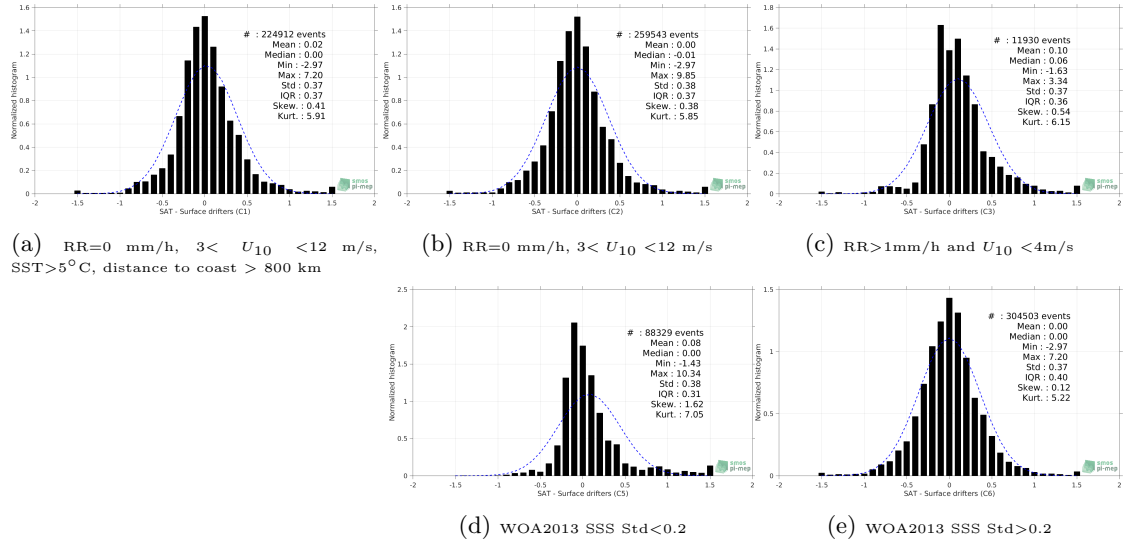 1.6
1.4
1.2
1
0.8
0.6
0.4
0.2
0
Normalized histogram
# : 224912 events
Mean : 0.02
Median : 0.00
Min : -2.97
Max : 7.20
Std : 0.37
IQR : 0.37
Skew. : 0.41
Kurt. : 5.91
smos
pi-mep
-2 -1.5 -1 -0.5 0 0.5 1 1.5 2
SAT - Surface drifters (C1)
(a) RR=0 mm/h, 3< U10 <12 m/s,
SST>5°C, distance to coast > 800 km
1.6
1.4
1.2
1
0.8
0.6
0.4
0.2
0
Normalized histogram
# : 259543 events
Mean : 0.00
Median : -0.01
Min : -2.97
Max : 9.85
Std : 0.38
IQR : 0.37
Skew. : 0.38
Kurt. : 5.85
smos
pi-mep
-2 -1.5 -1 -0.5 0 0.5 1 1.5 2
SAT - Surface drifters (C2)
(b) RR=0 mm/h, 3< U10 <12 m/s
1.8
1.6
1.4
1.2
1
0.8
0.6
0.4
0.2
0
Normalized histogram
# : 11930 events
Mean : 0.10
Median : 0.06
Min : -1.63
Max : 3.34
Std : 0.37
IQR : 0.36
Skew. : 0.54
Kurt. : 6.15
smos
pi-mep
-2 -1.5 -1 -0.5 0 0.5 1 1.5 2
SAT - Surface drifters (C3)
(c) RR>1mm/h and U10 <4m/s
2.5
2
1.5
1
0.5
0
Normalized histogram
# : 88329 events
Mean : 0.08
Median : 0.00
Min : -1.43
Max : 10.34
Std : 0.38
IQR : 0.31
Skew. : 1.62
Kurt. : 7.05
smos
pi-mep
-2 -1.5 -1 -0.5 0 0.5 1 1.5 2
SAT - Surface drifters (C5)
(d) WOA2013 SSS Std<0.2
1.5
1
0.5
0
Normalized histogram
# : 304503 events
Mean : 0.00
Median : 0.00
Min : -2.97
Max : 7.20
Std : 0.37
IQR : 0.40
Skew. : 0.12
Kurt. : 5.22
smos
pi-mep
-2 -1.5 -1 -0.5 0 0.5 1 1.5 2
SAT - Surface drifters (C6)
(e) WOA2013 SSS Std>0.2